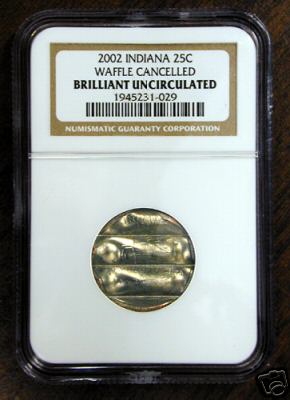 2002 INDIANA 25C
WAFFLE CANCELLED
BRILLIANT UNCIRCULATED
1945231-029
NUMISMATIC GUARANTY CORPORATION